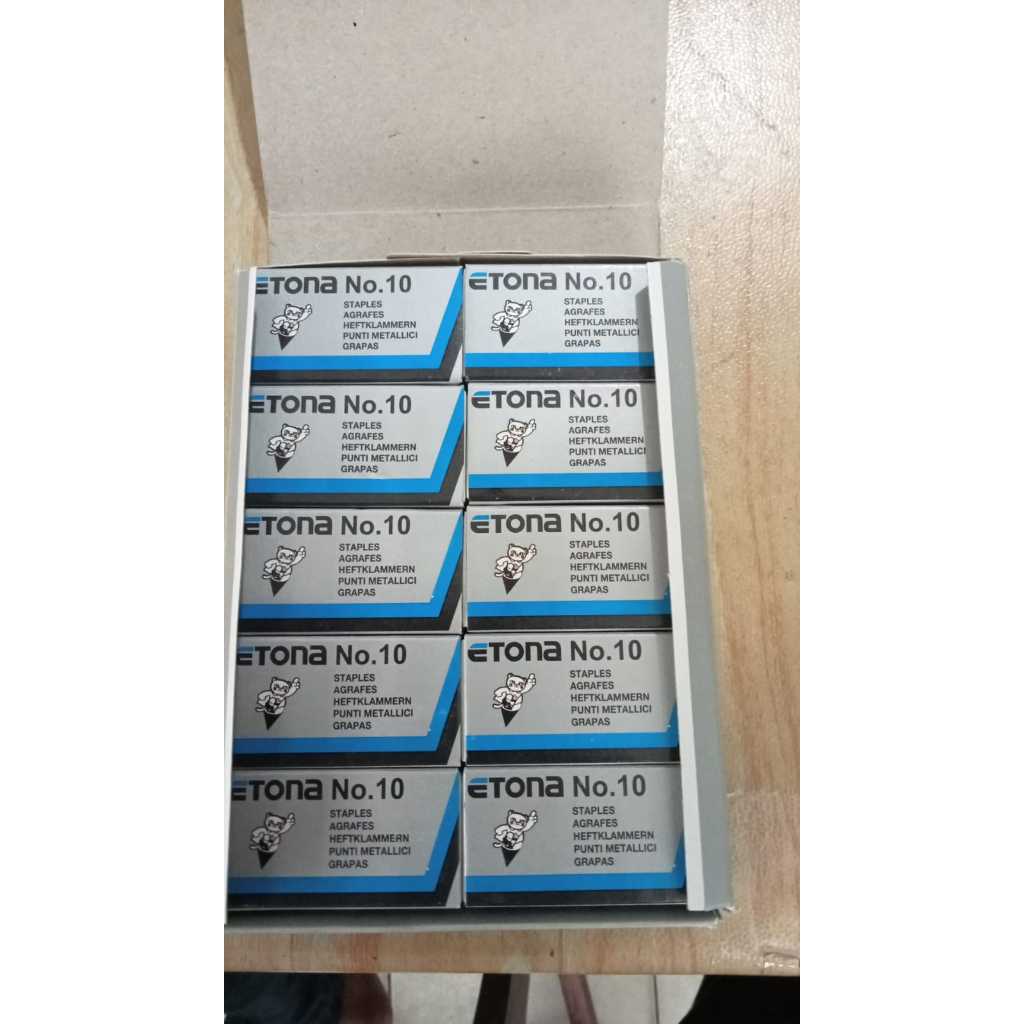 ETONA No.10
STAPLES
AGRAFES
HEFTKLAMMERN
PUNTI METALLICI
GRAPAS
ETONA No.10
STAPLES
AGRAFES
HEFTKLAMMERN
PUNTI METALLICI
GRAPAS
ETONA No.10
STAPLES
AGRAFES
HEFTKLAMMERN
PUNTI METALLICI
GRAPAS
ETONA No.10
STAPLES
AGRAFES
HEFTKLAMMERN
PUNTI METALLICI
GRAPAS
ETONA No.10
STAPLES
AGRAFES
HEFTKLAMMERN
PUNTI METALLICI
GRAPAS
ETONA No.10
STAPLES
AGRAFES
HEFTKLAMMERN
PUNTI METALLICI
GRAPAS
ETONA No.10
STAPLES
AGRAFES
HEFTKLAMMERN
PUNTI METALLICI
GRAPAS
ETONA No.10
STAPLES
AGRAFES
HEFTKLAMMERN
PUNTI METALLICI
GRAPAS
ETONA No.10
STAPLES
AGRAFES
HEFTKLAMMERN
PUNTI METALLICI
GRAPAS
ETONA No.10
STAPLES
AGRAFES
HEFTKLAMMERN
PUNTI METALLICI
GRAPAS